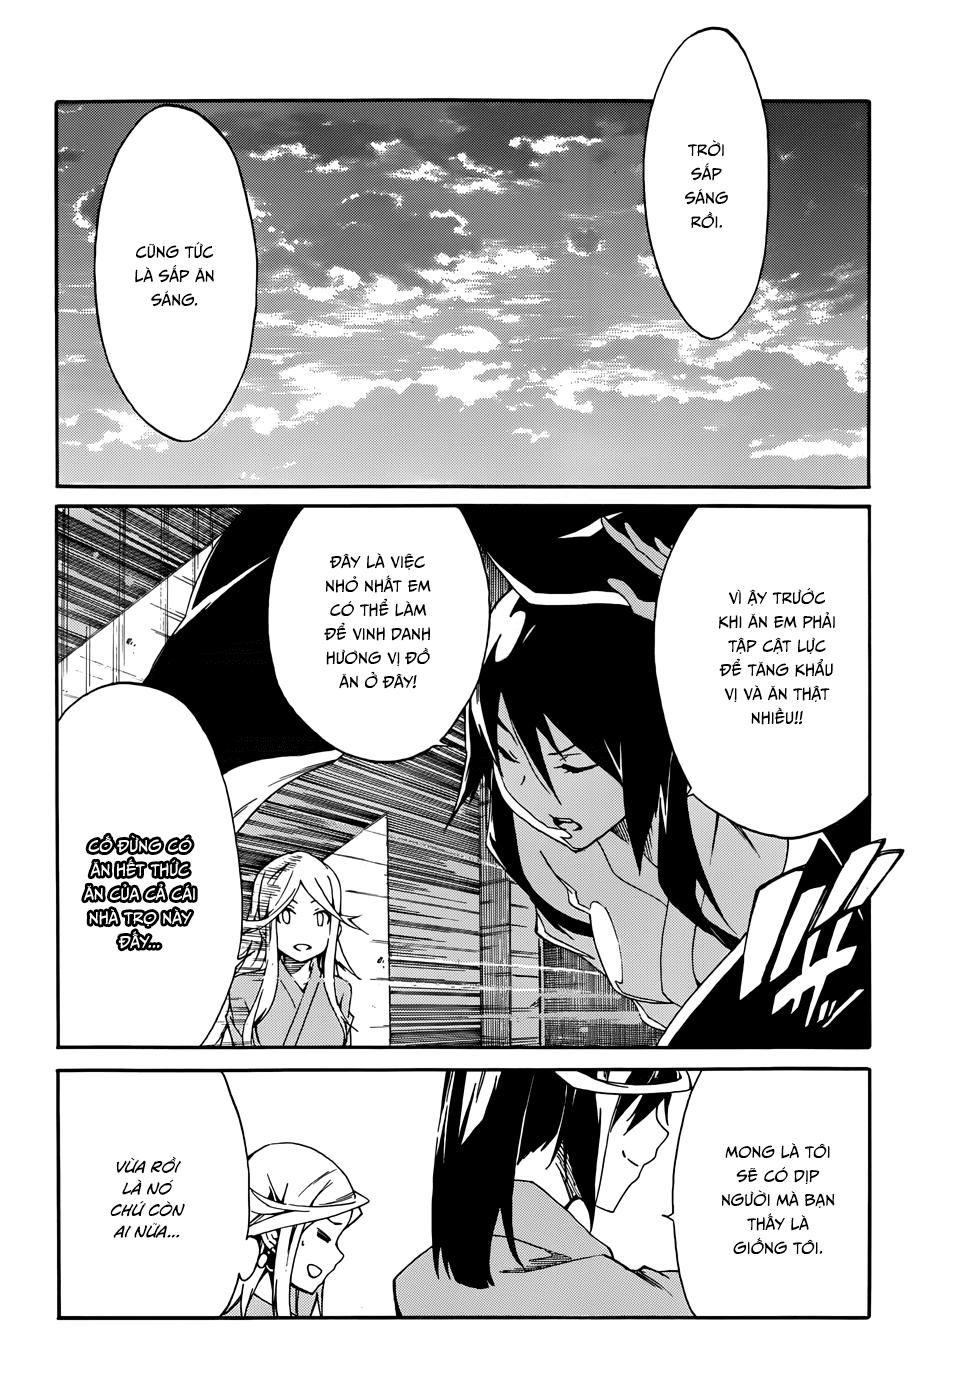 TRỜI
SẮP
SÁNG
RỒI.
CŨNG TỨC
LÀ SẮP ĂN
SÁNG.
VÌ ẬY TRƯỚC
KHI ĂN EM PHẢI
TẬP CẬT LỰC
ĐỂ TĂNG KHẨU
VỊ VÀ ĂN THẬT
NHIỀU!!
ĐÂY LÀ VIỆC
NHỎ NHẤT EM
CÓ THỂ LÀM
ĐỂ VINH DANH
HƯƠNG VỊ ĐỒ
ĂN Ở ĐÂY!
CÔ ĐỪNG CÓ
ĂN HẾT THỨC
ĂN CỦA CẢ CÁI
NHÀ TRỌ NÀY
ĐẤY...
MONG LÀ TÔI
SẼ CÓ DỊP
NGƯỜI MÀ BẠN
THẤY LÀ
GIỐNG TÔI.
VỪA RỒI
LÀ NÓ
CHỨ CÒN
AI NỮA...